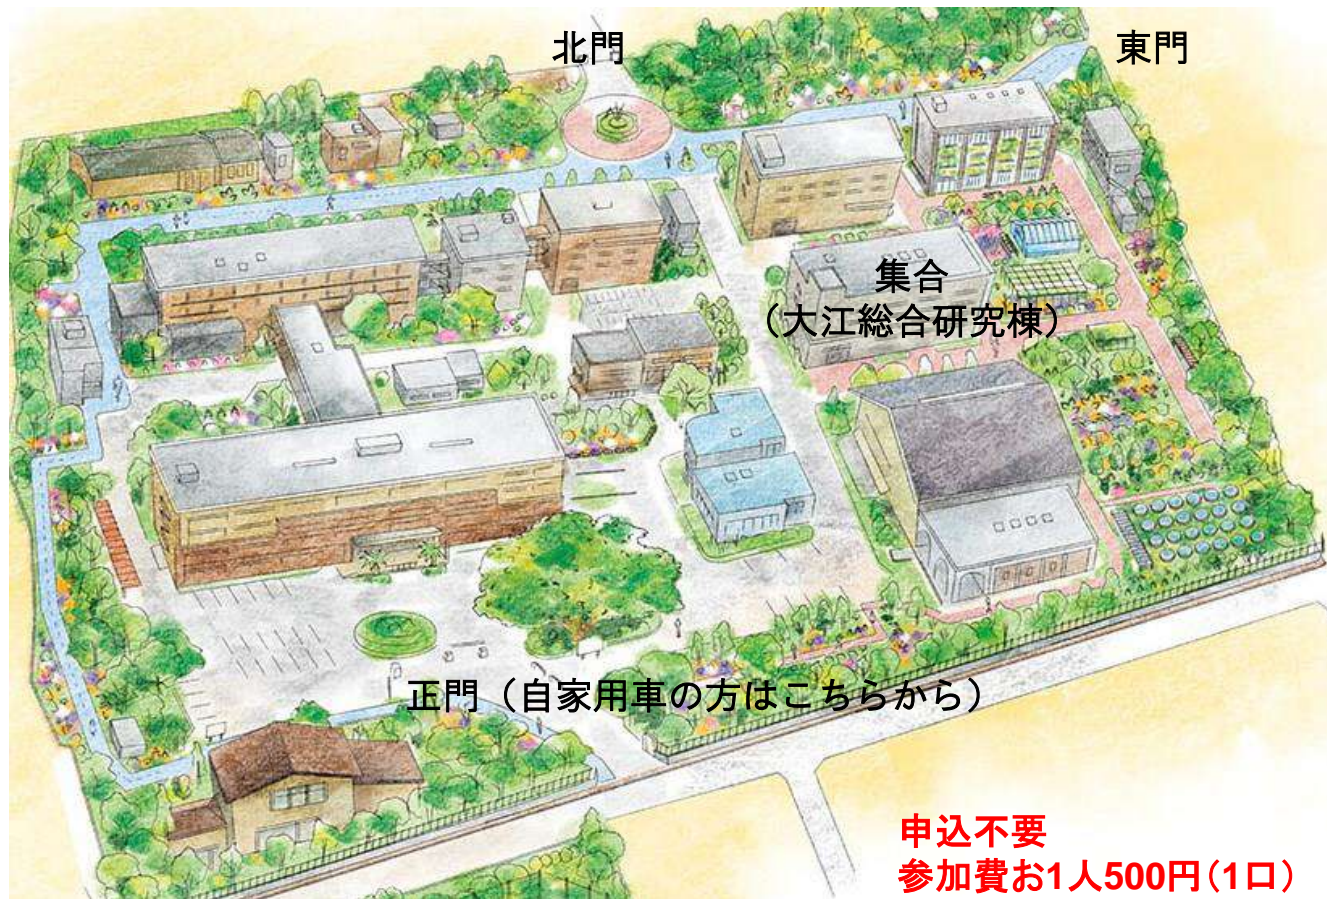 北門
東門
集合
（大江総合研究棟）
正門（自家用車の方はこちらから）
申込不要
参加費お1人500円（1口）